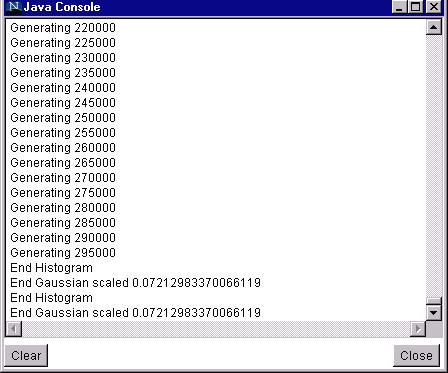 Java Console
Generating 220000
Generating 225000
Generating 230000
Generating 235000
Generating 240000
Generating 245000
Generating 250000
Generating 255000
Generating 260000
Generating 265000
Generating 270000
Generating 275000
Generating 280000
Generating 285000
Generating 290000
Generating 295000
End Histogram
End Gaussian scaled 0.07212983370066119
End Histogram
End Gaussian scaled 0.07212983370066119
Clear
Close